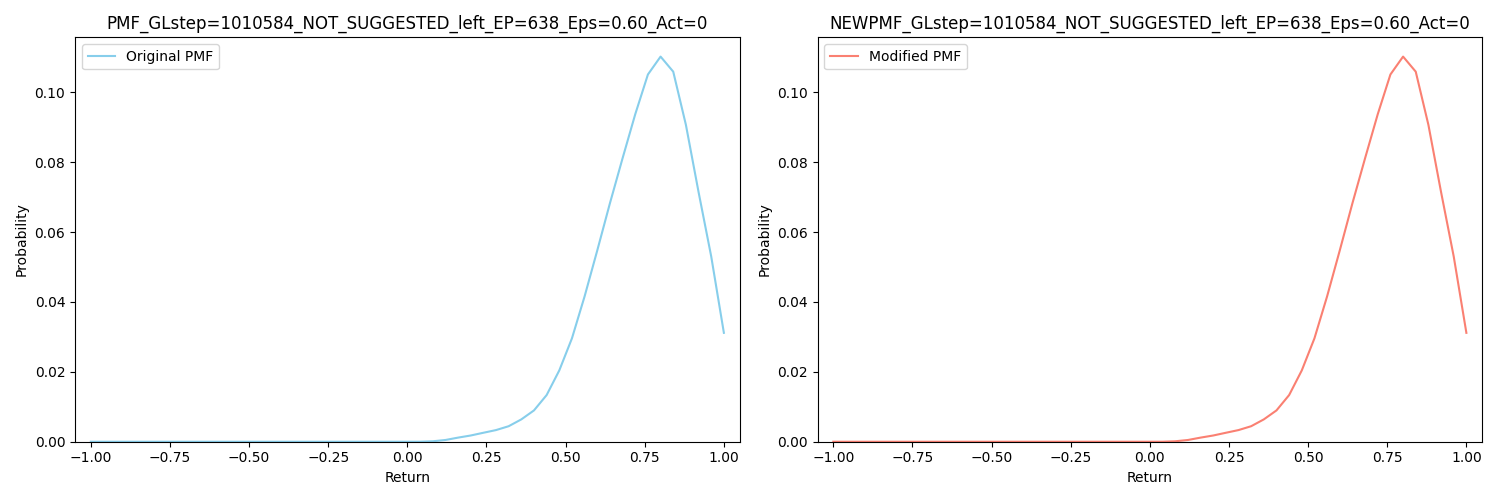 PMF_GLstep=1010584_NOT_SUGGESTED_left_EP=638_Eps=0.60_Act=0
Original PMF
Probability
0.10
0.08
0.06
0.04
0.02
0.00
−1.00 −0.75 −0.50 −0.25 0.00 0.25 0.50 0.75 1.00
Return
NEWPMF_GLstep=1010584_NOT_SUGGESTED_left_EP=638_Eps=0.60_Act=0
Modified PMF
Probability
0.10
0.08
0.06
0.04
0.02
0.00
−1.00 −0.75 −0.50 −0.25 0.00 0.25 0.50 0.75 1.00
Return